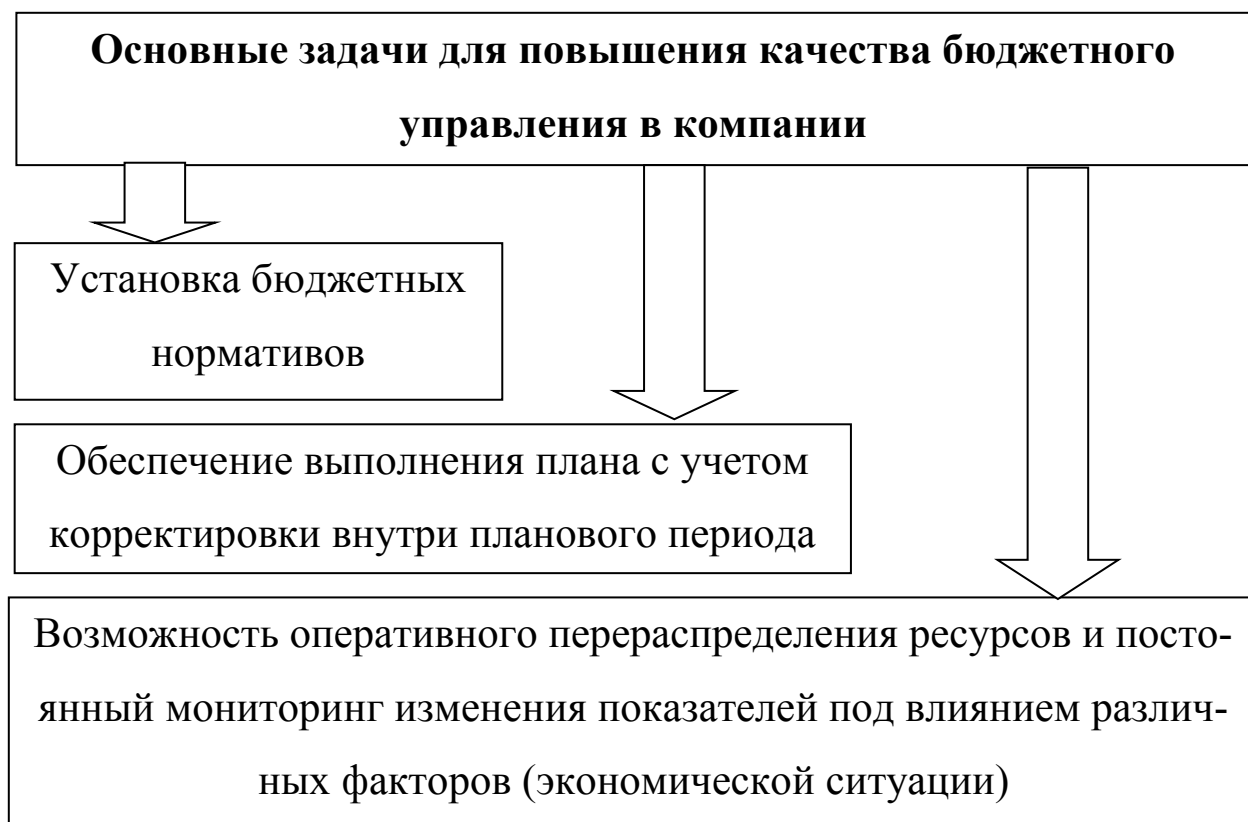 Основные задачи для повышения качества бюджетного
управления в компании
Установка бюджетных
нормативов
Обеспечение выполнения плана с учетом
корректировки внутри планового периода
Возможность оперативного перераспределения ресурсов и посто-
янный мониторинг изменения показателей под влиянием различ-
ных факторов (экономической ситуации)